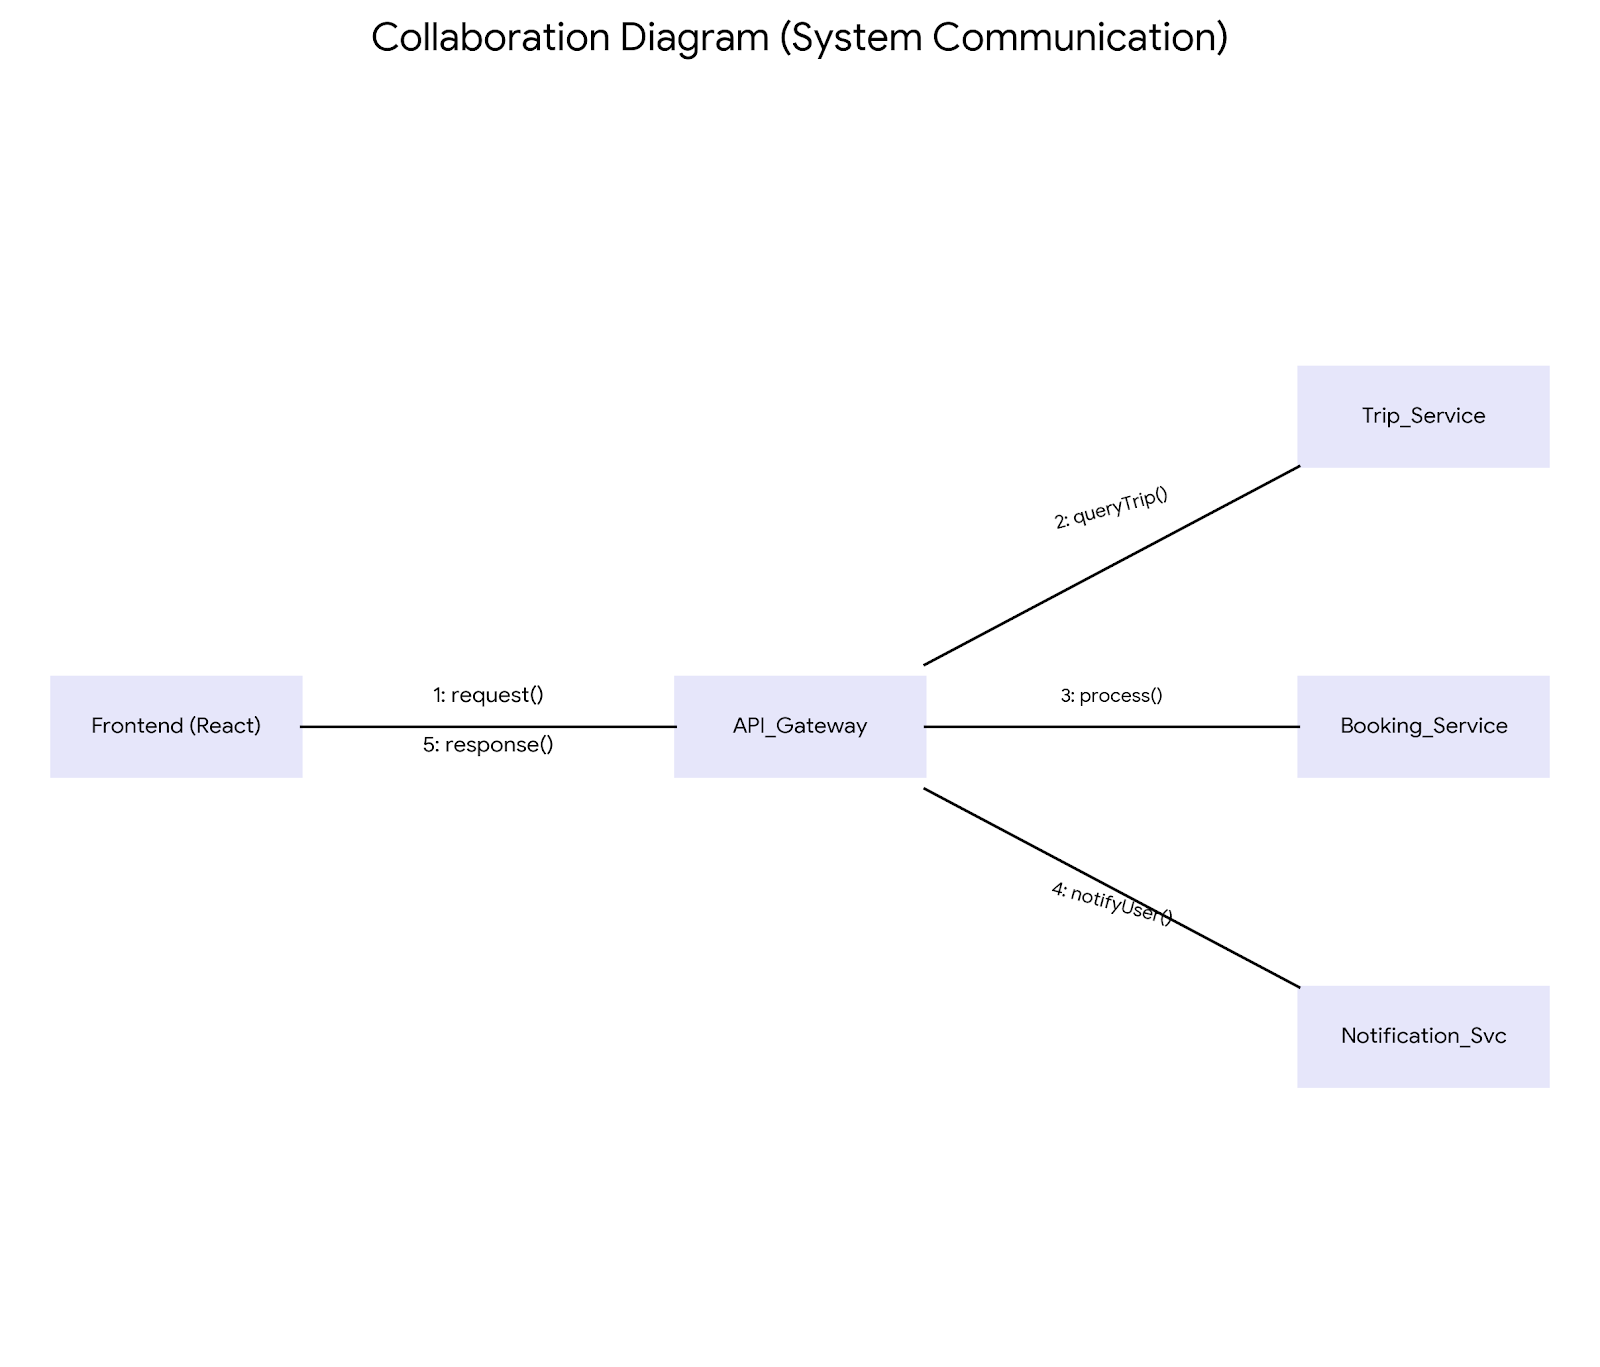 Collaboration Diagram (System Communication)
Trip_Service
2: queryTrip()
Frontend (React)
1: request()
5: response()
API_Gateway
3: process()
Booking_Service
4: notifyUser()
Notification_Svc